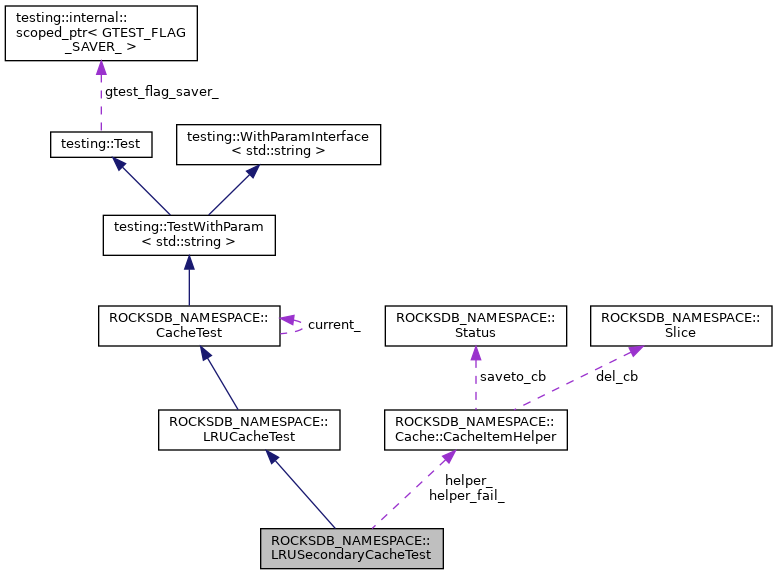 testing::internal::
scoped_ptr< GTEST_FLAG
_SAVER_ >
gtest_flag_saver_
testing::Test
testing::WithParamInterface
< std::string >
testing::TestWithParam
< std::string >
ROCKSDB_NAMESPACE::
CacheTest
current_
ROCKSDB_NAMESPACE::
Status
ROCKSDB_NAMESPACE::
Slice
saveto_cb
del_cb
ROCKSDB_NAMESPACE::
LRUCacheTest
ROCKSDB_NAMESPACE::
Cache::CacheItemHelper
helper_
helper_fail_
ROCKSDB_NAMESPACE::
LRUSecondaryCacheTest